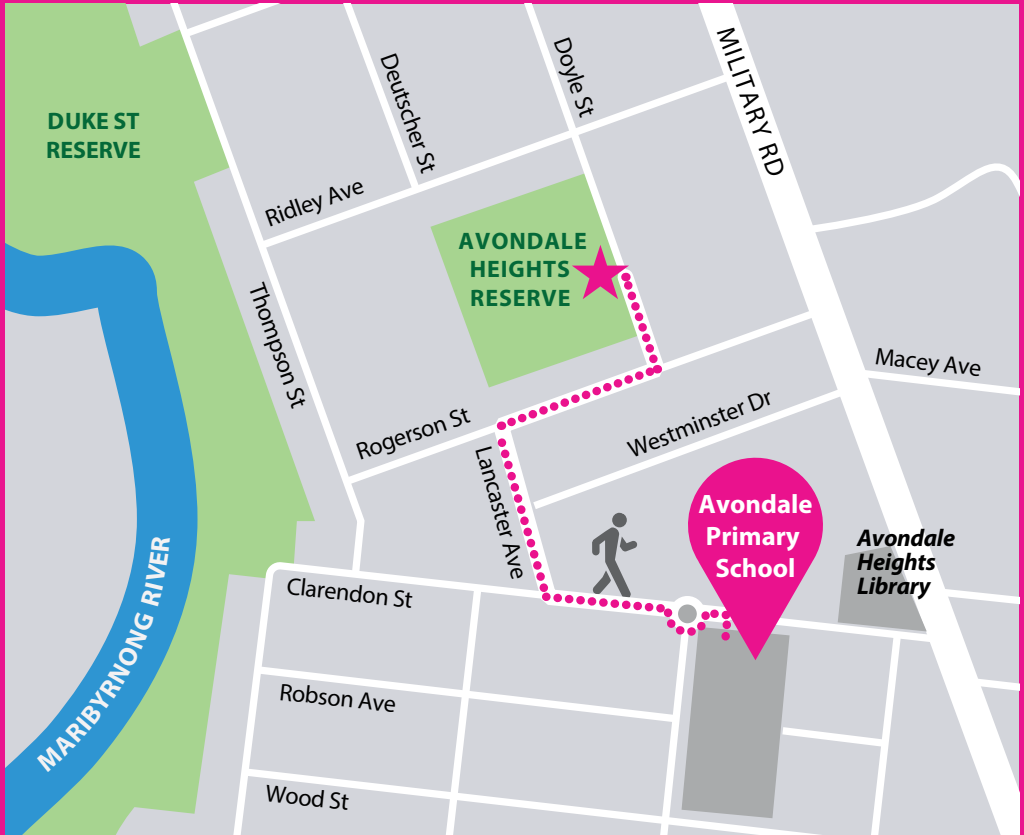 DUKE ST
RESERVE
Deutscher St
Doyle St
MILITARY RD
Ridley Ave
AVONDALE
HEIGHTS
RESERVE
Thompson St
Macey Ave
Rogerson St
Westminster Dr
Lancaster Ave
Avondale
Primary
School
Avondale
Heights
Library
MARIBYRNONG RIVER
Clarendon St
Robson Ave
Wood St